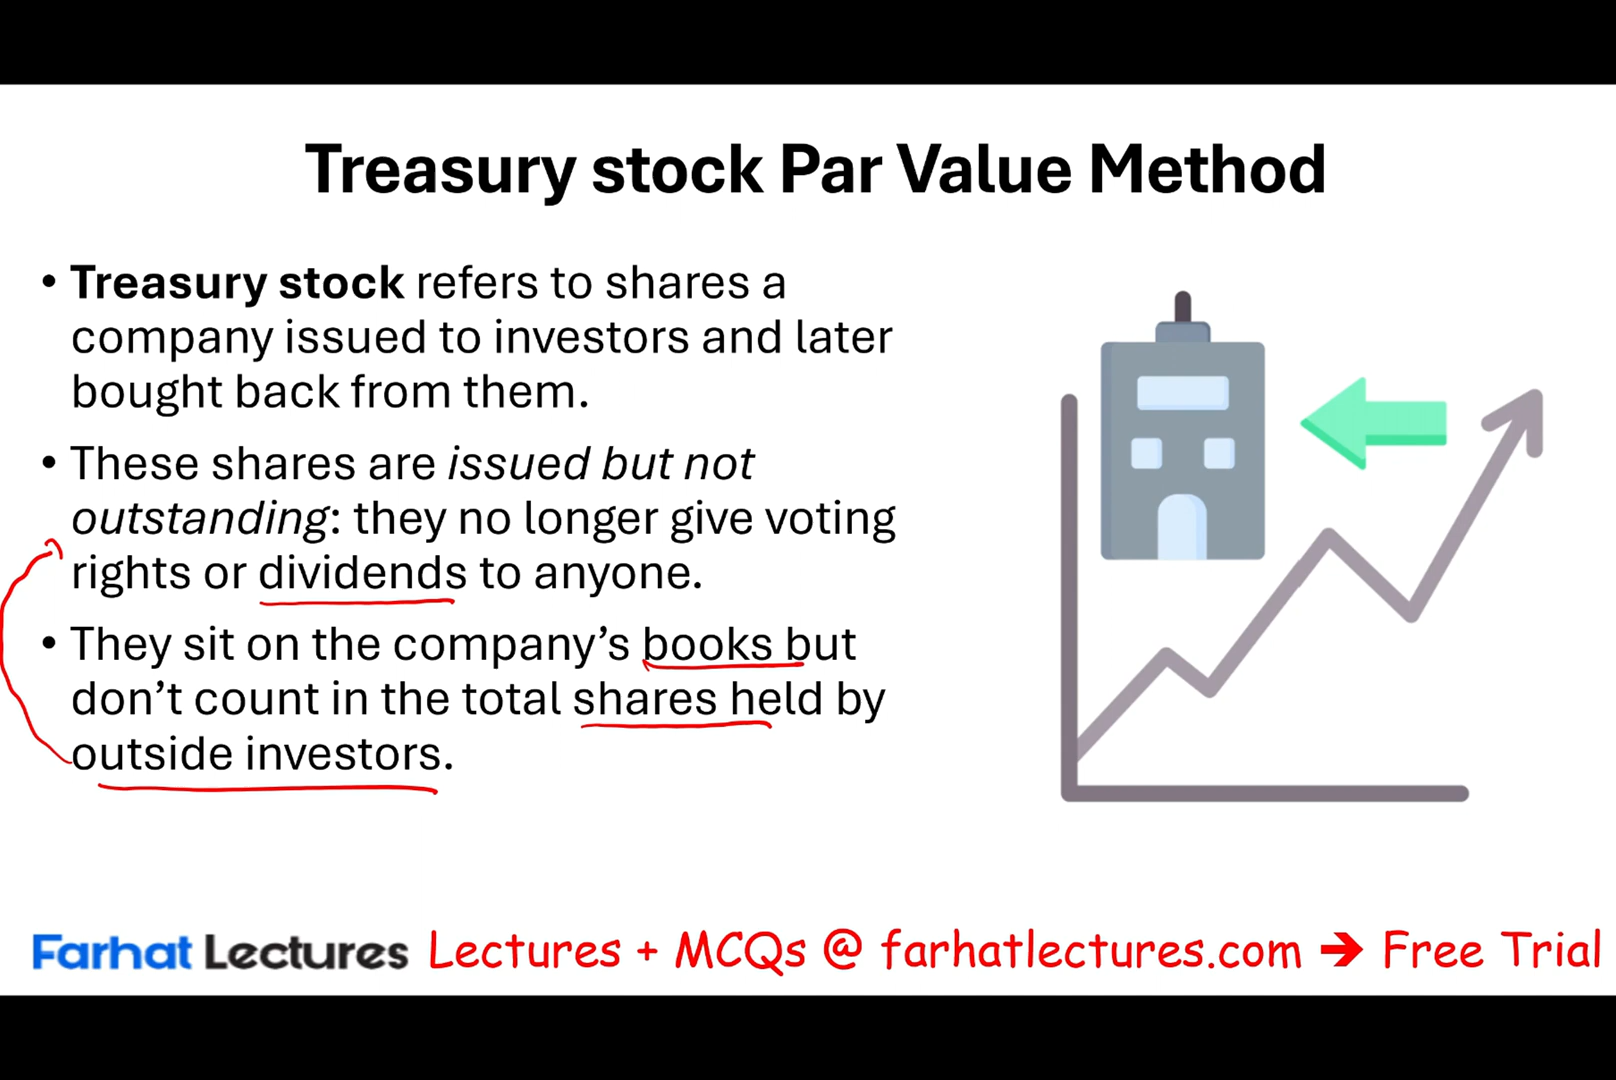 Treasury stock Par Value Method
• Treasury stock refers to shares a
company issued to investors and later
bought back from them.
• These shares are issued but not
outstanding: they no longer give voting
rights or dividends to anyone.
• They sit on the company’s books but
don’t count in the total shares held by
outside investors.
Farhat Lectures Lectures + MCQs @ farhatlectures.com ➔ Free Trial